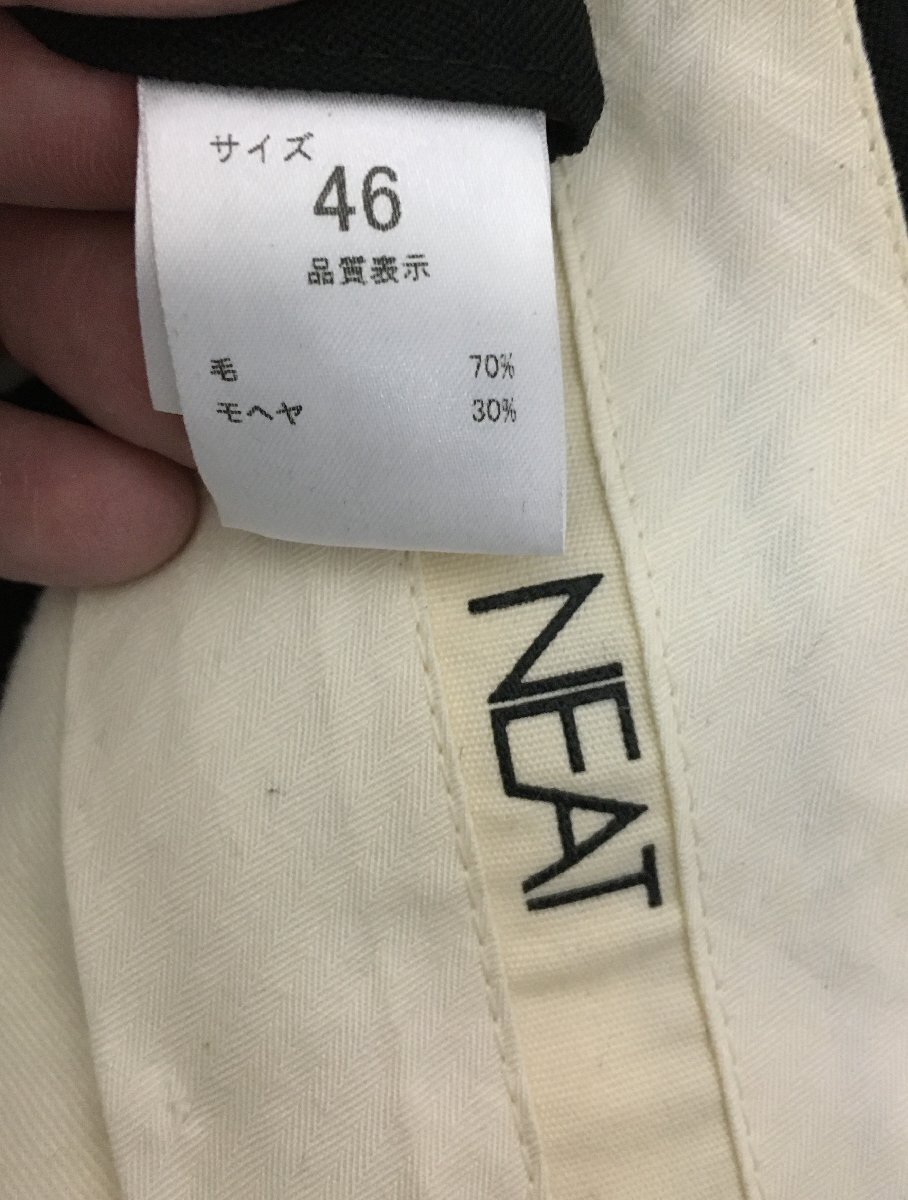 サイズ
46
品質表示
毛 70%
モヘヤ 30%
NEAT